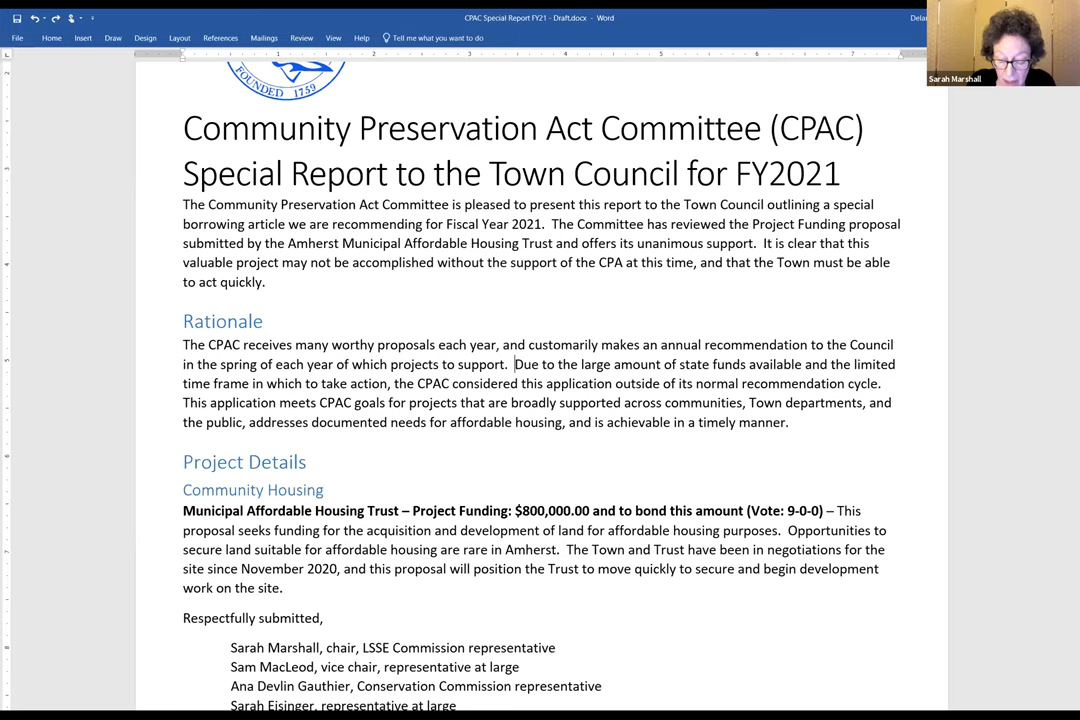 CPAC Special Report FY21 - Draft.docx - Word
Dela
File Home Insert Draw Design Layout References Mailings Review View Help Tell me what you want to do
1 2 3 4 5 6 7
Sarah Marshall
FOUNDED 1759
Community Preservation Act Committee (CPAC)
Special Report to the Town Council for FY2021
The Community Preservation Act Committee is pleased to present this report to the Town Council outlining a special
borrowing article we are recommending for Fiscal Year 2021. The Committee has reviewed the Project Funding proposal
submitted by the Amherst Municipal Affordable Housing Trust and offers its unanimous support. It is clear that this
valuable project may not be accomplished without the support of the CPA at this time, and that the Town must be able
to act quickly.
Rationale
The CPAC receives many worthy proposals each year, and customarily makes an annual recommendation to the Council
in the spring of each year of which projects to support. Due to the large amount of state funds available and the limited
time frame in which to take action, the CPAC considered this application outside of its normal recommendation cycle.
This application meets CPAC goals for projects that are broadly supported across communities, Town departments, and
the public, addresses documented needs for affordable housing, and is achievable in a timely manner.
Project Details
Community Housing
Municipal Affordable Housing Trust – Project Funding: $800,000.00 and to bond this amount (Vote: 9-0-0) – This
proposal seeks funding for the acquisition and development of land for affordable housing purposes. Opportunities to
secure land suitable for affordable housing are rare in Amherst. The Town and Trust have been in negotiations for the
site since November 2020, and this proposal will position the Trust to move quickly to secure and begin development
work on the site.
Respectfully submitted,
Sarah Marshall, chair, LSSE Commission representative
Sam MacLeod, vice chair, representative at large
Ana Devlin Gauthier, Conservation Commission representative
Sarah Eisinger, representative at large